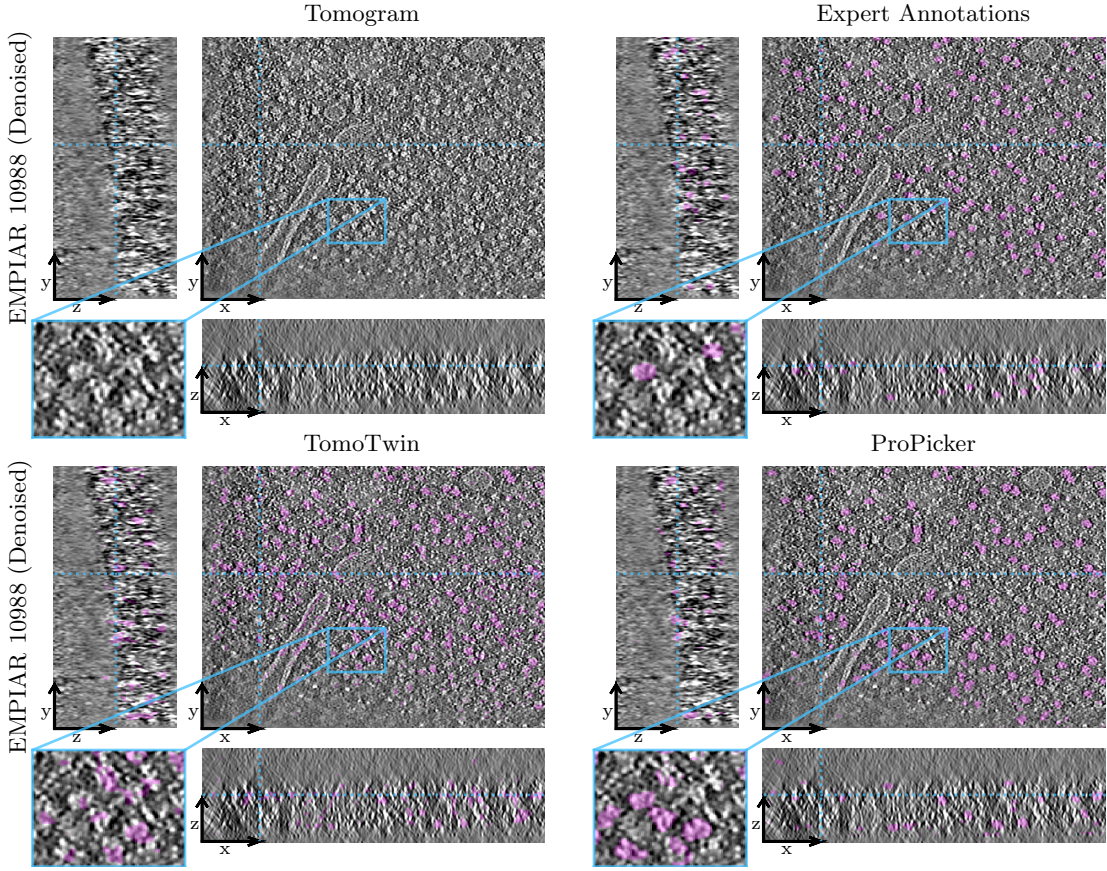 Tomogram
Expert Annotations
EMPIAR 10988 (Denoised)
y
z
y
x
y
z
y
x
z
x
z
x
TomoTwin
ProPicker
EMPIAR 10988 (Denoised)
y
z
y
x
y
z
y
x
z
x
z
x